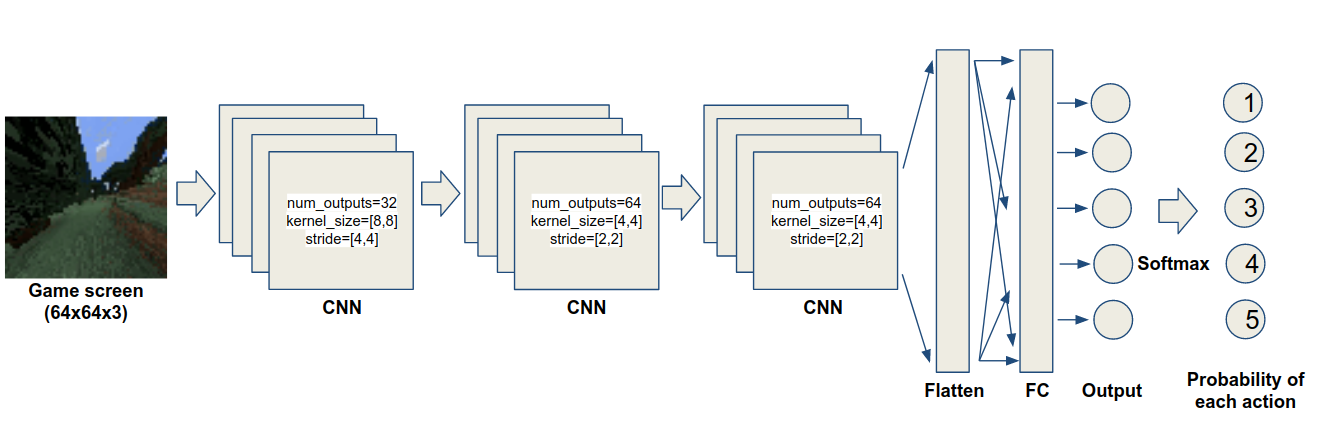 Game screen
(64x64x3)
num_outputs=32
kernel_size=[8,8]
stride=[4,4]
CNN
num_outputs=64
kernel_size=[4,4]
stride=[2,2]
CNN
num_outputs=64
kernel_size=[4,4]
stride=[2,2]
CNN
Flatten
FC
Output
Softmax
1
2
3
4
5
Probability of
each action